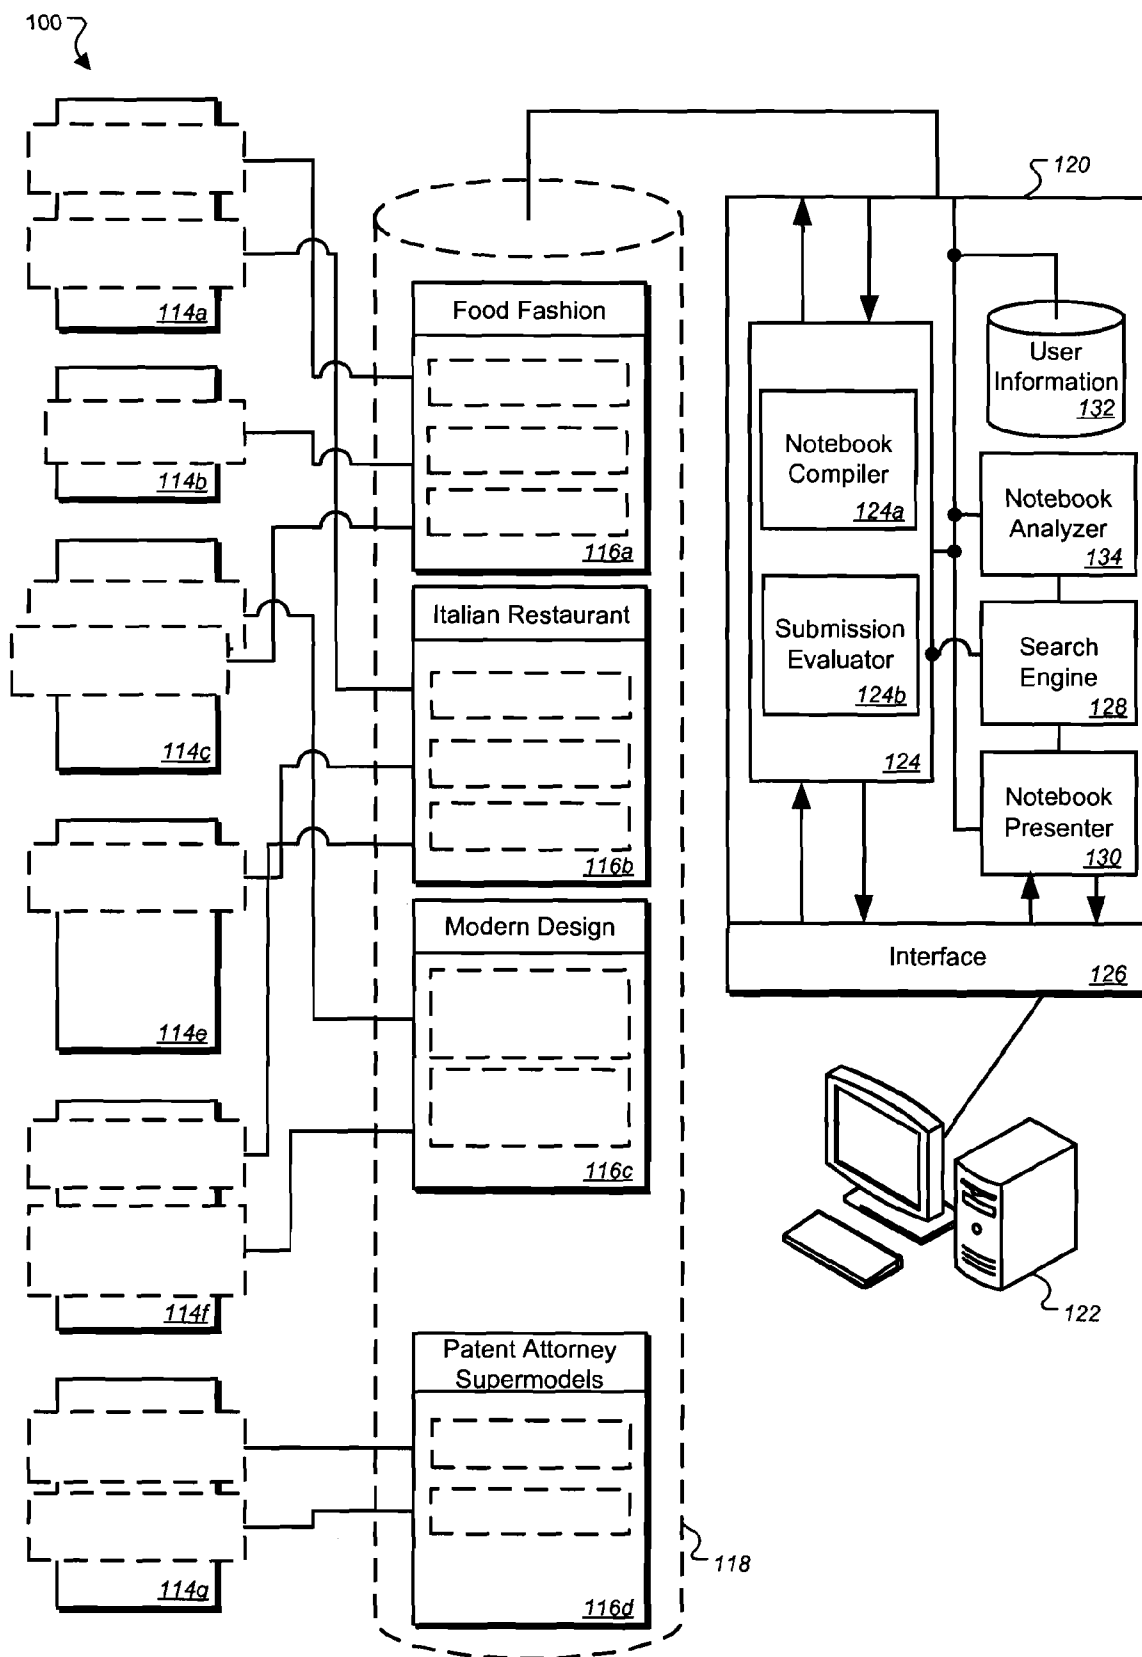 100
114a
114b
114c
114e
114f
114g
Food Fashion
116a
Italian Restaurant
116b
Modern Design
116c
Patent Attorney
Supermodels
116d
118
120
Notebook
Compiler
124a
Submission
Evaluator
124b
124
User
Information
132
Notebook
Analyzer
134
Search
Engine
128
Notebook
Presenter
130
Interface
126
122